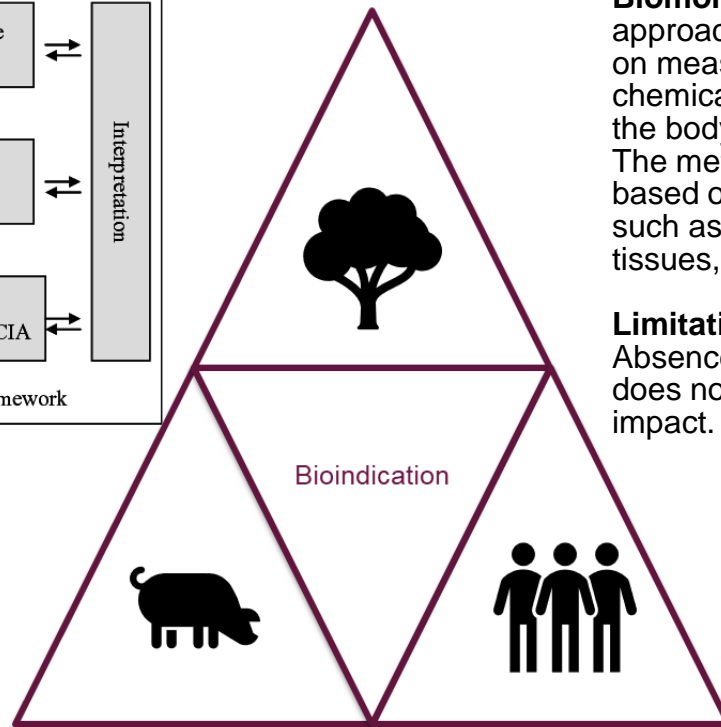 e
Interpretation
CIA
mework
Bioindication
approac
on meas
chemica
the body
The me
based o
such as
tissues,
Limitati
Absence
does no
impact.